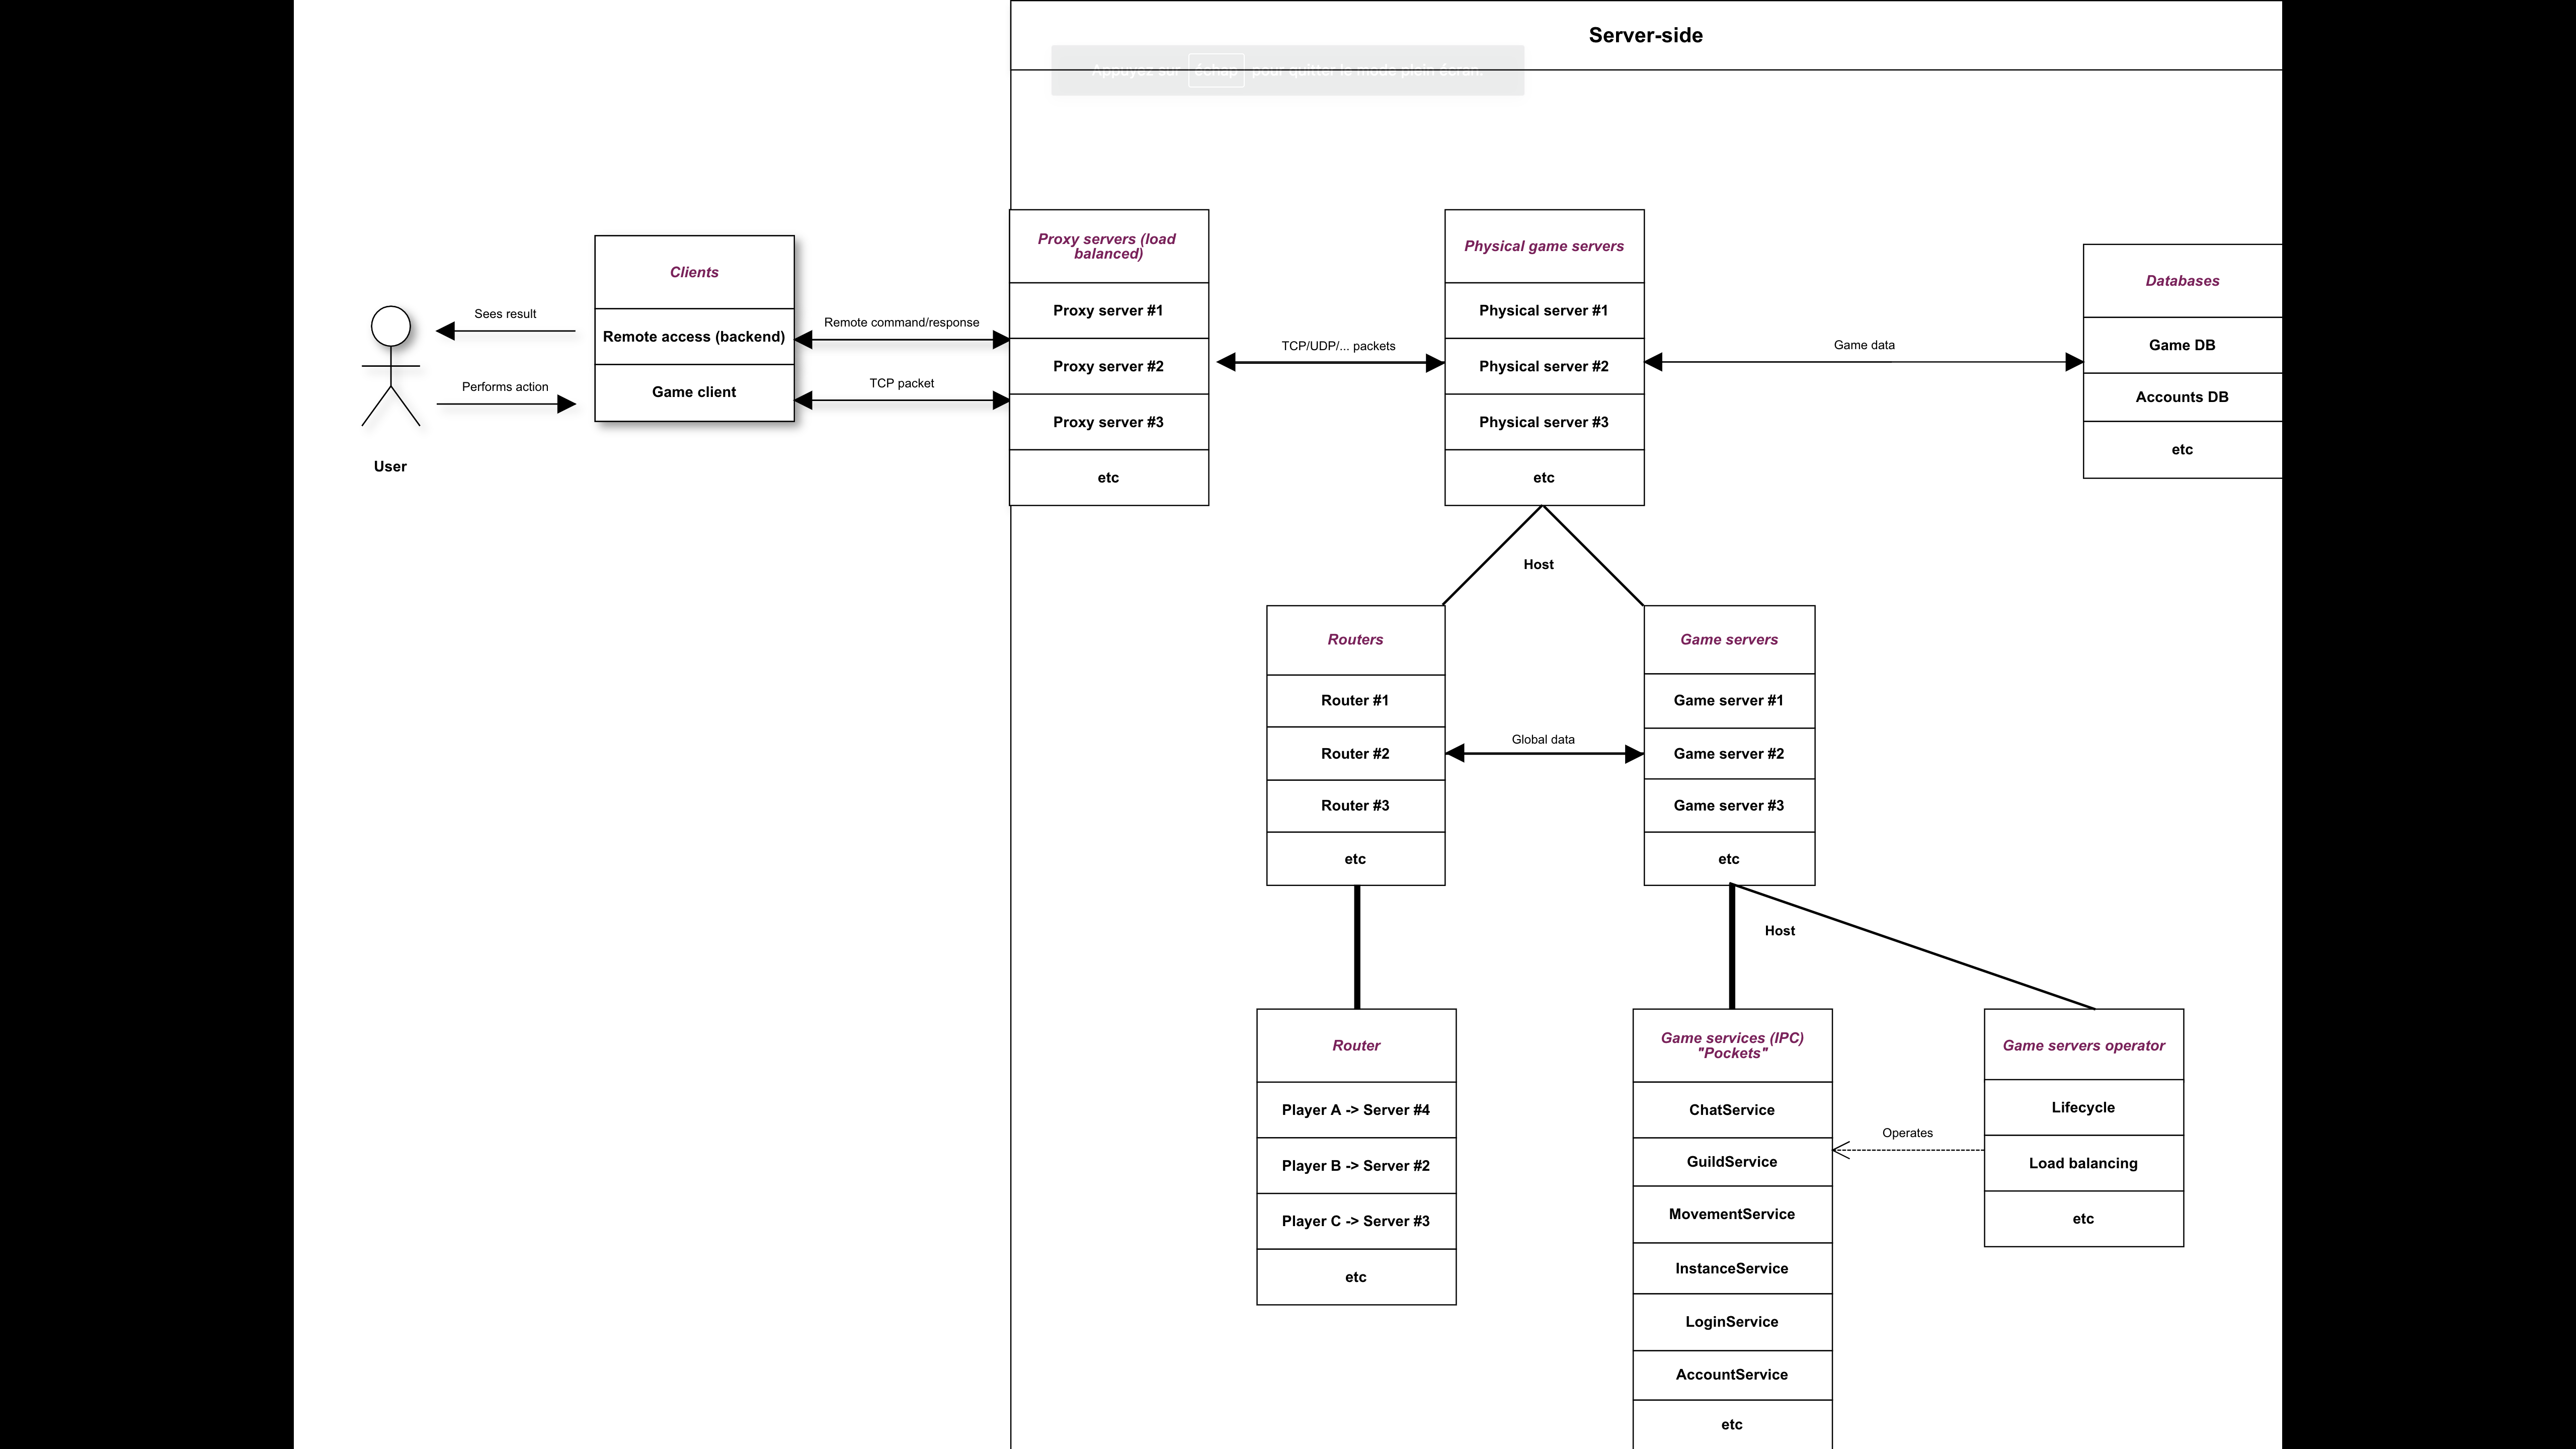 Server-side
Appuyez sur échap pour quitter le mode plein écran.
Proxy servers (load
balanced)
Proxy server #1
Proxy server #2
Proxy server #3
etc
Physical game servers
Physical server #1
Physical server #2
Physical server #3
etc
Databases
Game DB
Accounts DB
etc
Clients
Remote access (backend)
Game client
Sees result
Performs action
User
Remote command/response
TCP packet
TCP/UDP/... packets
Game data
Host
Routers
Router #1
Router #2
Router #3
etc
Global data
Game servers
Game server #1
Game server #2
Game server #3
etc
Host
Router
Player A -> Server #4
Player B -> Server #2
Player C -> Server #3
etc
Game services (IPC)
"Pockets"
ChatService
GuildService
MovementService
InstanceService
LoginService
AccountService
etc
Operates
Game servers operator
Lifecycle
Load balancing
etc